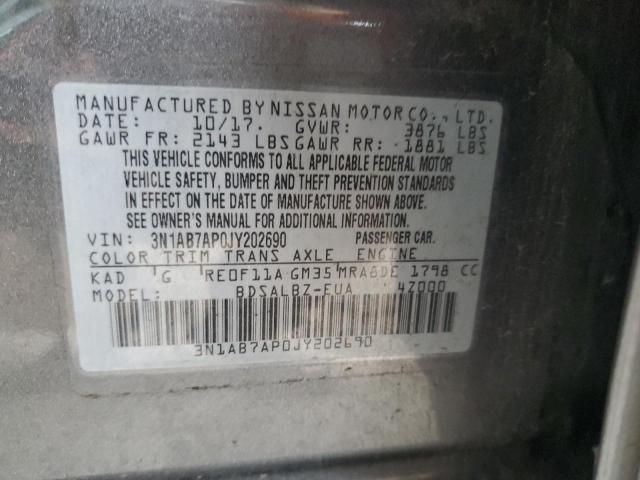 MANUFACTURED BY NISSAN MOTOR CO., LTD.
DATE: 10/17. GVWR: 3876 LBS
GAWR FR: 2143 LBS GAWR RR: 1881 LBS
THIS VEHICLE CONFORMS TO ALL APPLICABLE FEDERAL MOTOR
VEHICLE SAFETY, BUMPER AND THEFT PREVENTION STANDARDS
IN EFFECT ON THE DATE OF MANUFACTURE SHOWN ABOVE.
SEE OWNER'S MANUAL FOR ADDITIONAL INFORMATION.
VIN: 3N1AB7AP0JY202690 PASSENGER CAR.
COLOR TRIM TRANS AXLE ENGINE
KAD G RE0F11A GM35 MRA8DE 1798 CC
MODEL: BDSALBZ-EUA 4Z000
3N1AB7AP0JY202690